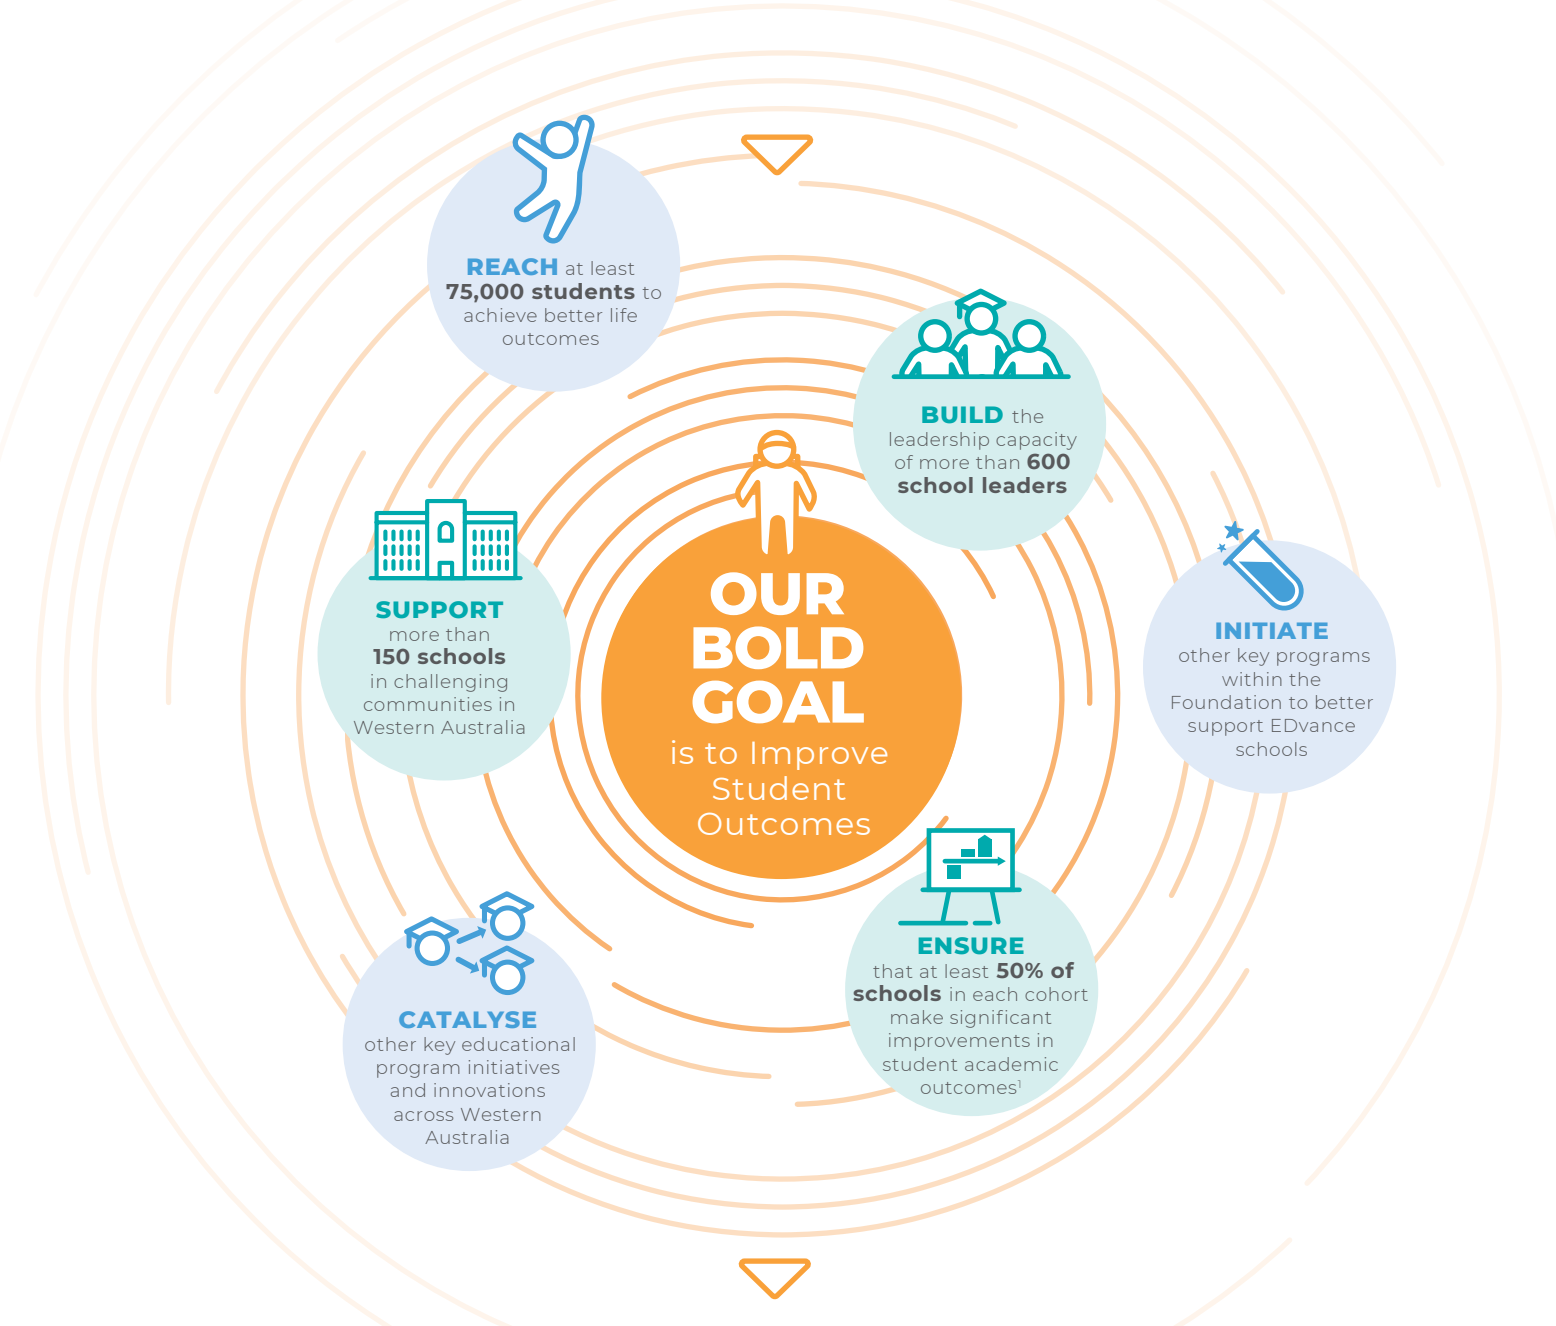 REACH at least
75,000 students to
achieve better life
outcomes
BUILD the
leadership capacity
of more than 600
school leaders
SUPPORT
more than
150 schools
in challenging
communities in
Western Australia
OUR
BOLD
GOAL
is to Improve
Student
Outcomes
INITIATE
other key programs
within the
Foundation to better
support EDvance
schools
CATALYSE
other key educational
program initiatives
and innovations
across Western
Australia
ENSURE
that at least 50% of
schools in each cohort
make significant
improvements in
student academic
outcomes¹